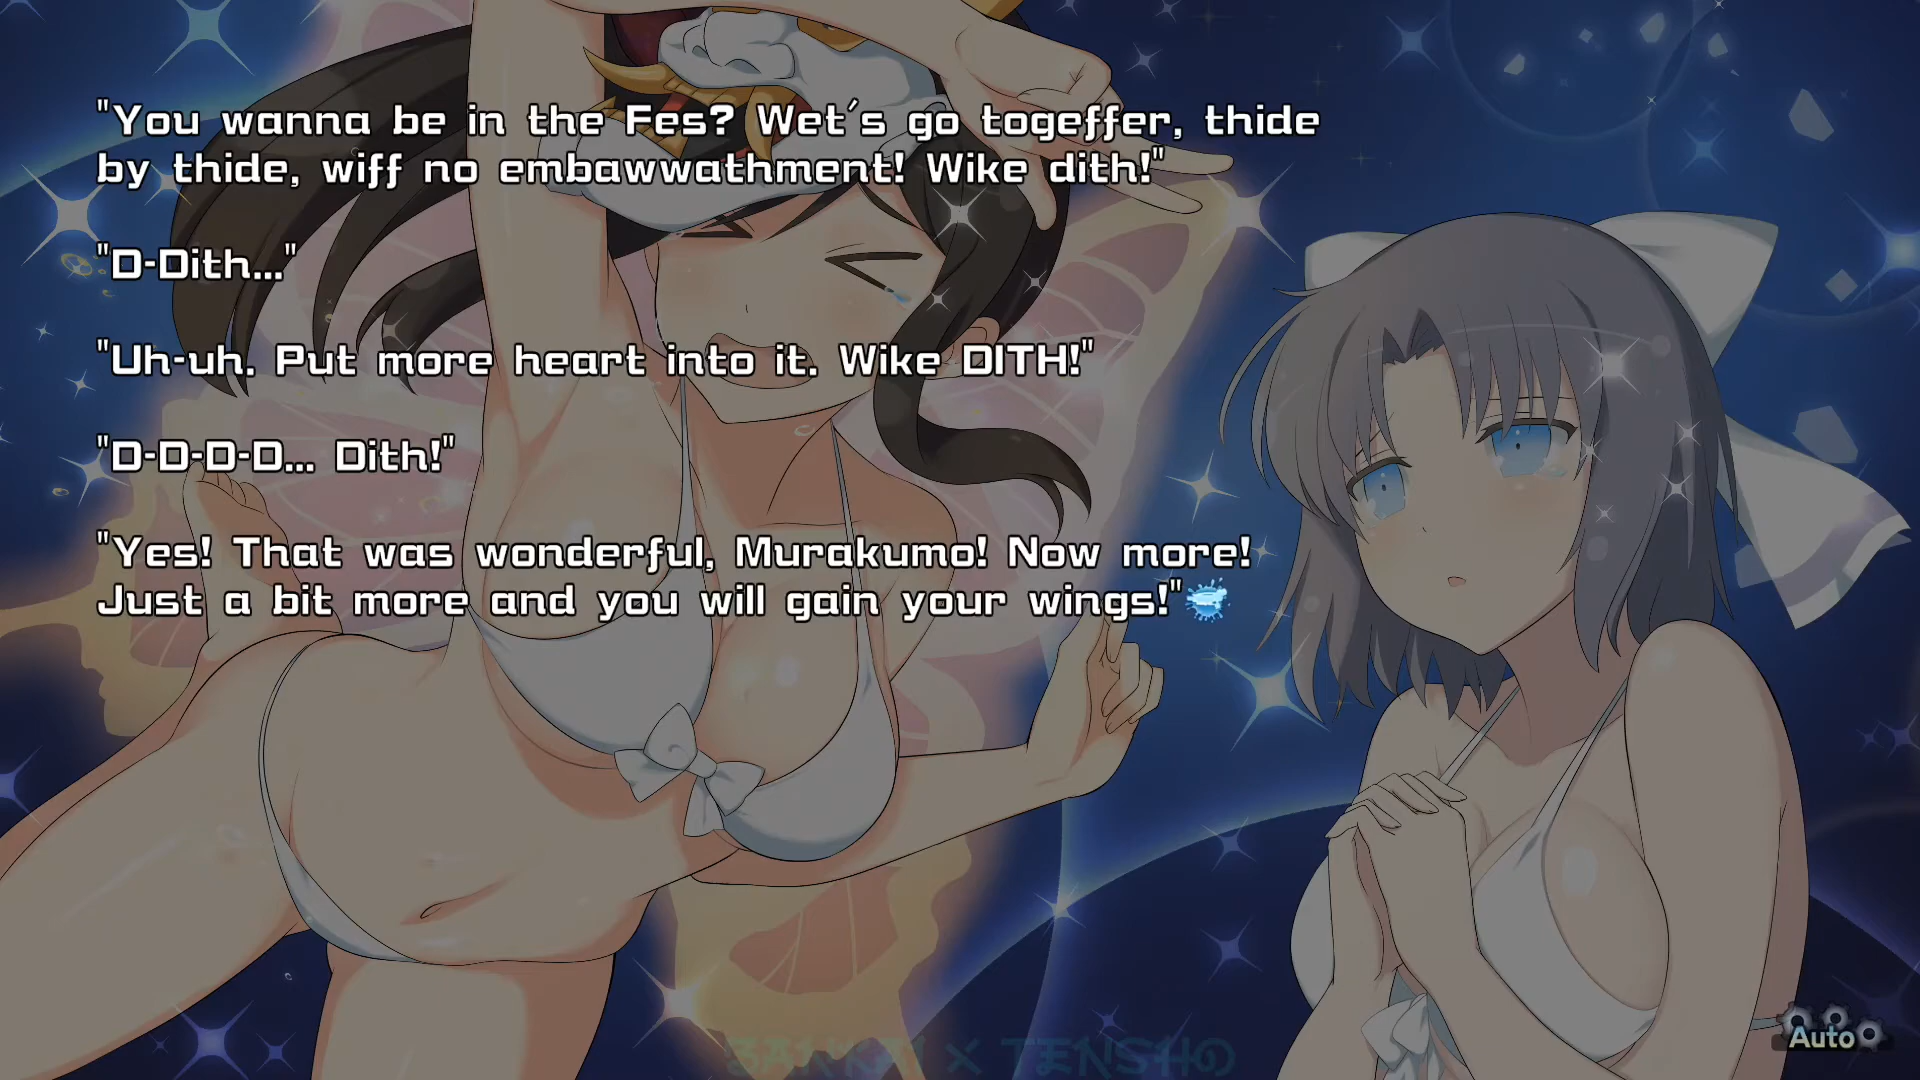 "You wanna be in the Fes? Wet's go togeffer, thide
by thide, wiff no embawwathment! Wike dith!"
"D-Dith..."
"Uh-uh. Put more heart into it. Wike DITH!"
"D-D-D-D... Dith!"
"Yes! That was wonderful, Murakumo! Now more!
Just a bit more and you will gain your wings!"
Auto